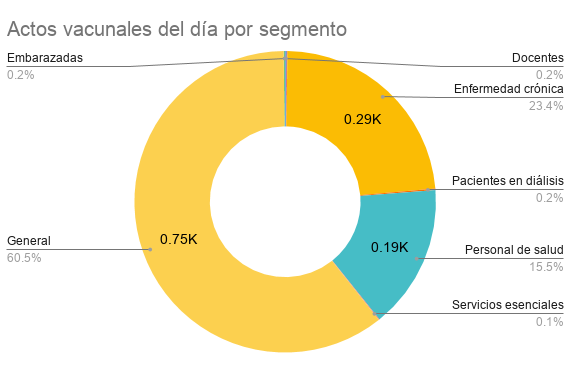 Actos vacunales del día por segmento
Embarazadas
0.2%
Docentes
0.2%
Enfermedad crónica
23.4%
0.29K
Pacientes en diálisis
0.2%
General
60.5%
0.75K
0.19K
Personal de salud
15.5%
Servicios esenciales
0.1%